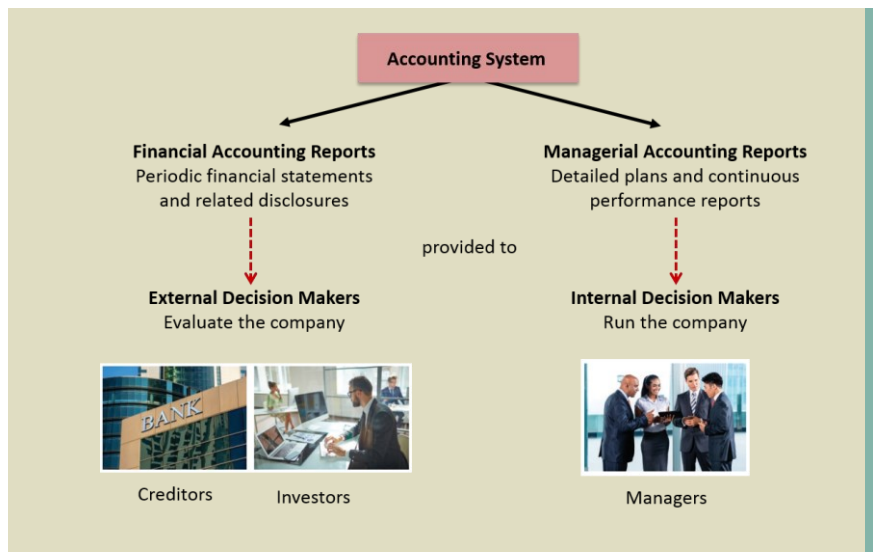 Accounting System
Financial Accounting Reports
Periodic financial statements
and related disclosures
Managerial Accounting Reports
Detailed plans and continuous
performance reports
provided to
External Decision Makers
Evaluate the company
Internal Decision Makers
Run the company
BANK
Creditors
Investors
Managers